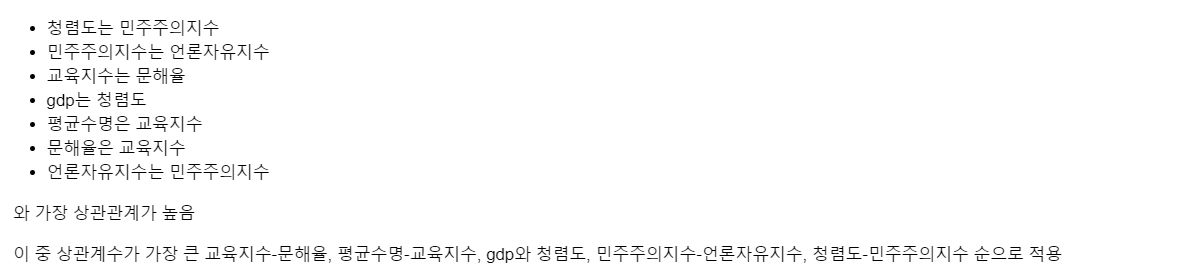 청렴도는 민주주의지수
민주주의지수는 언론자유지수
교육지수는 문해율
gdp는 청렴도
평균수명은 교육지수
문해율은 교육지수
언론자유지수는 민주주의지수
와 가장 상관관계가 높음
이 중 상관계수가 가장 큰 교육지수-문해율, 평균수명-교육지수, gdp와 청렴도, 민주주의지수-언론자유지수, 청렴도-민주주의지수 순으로 적용